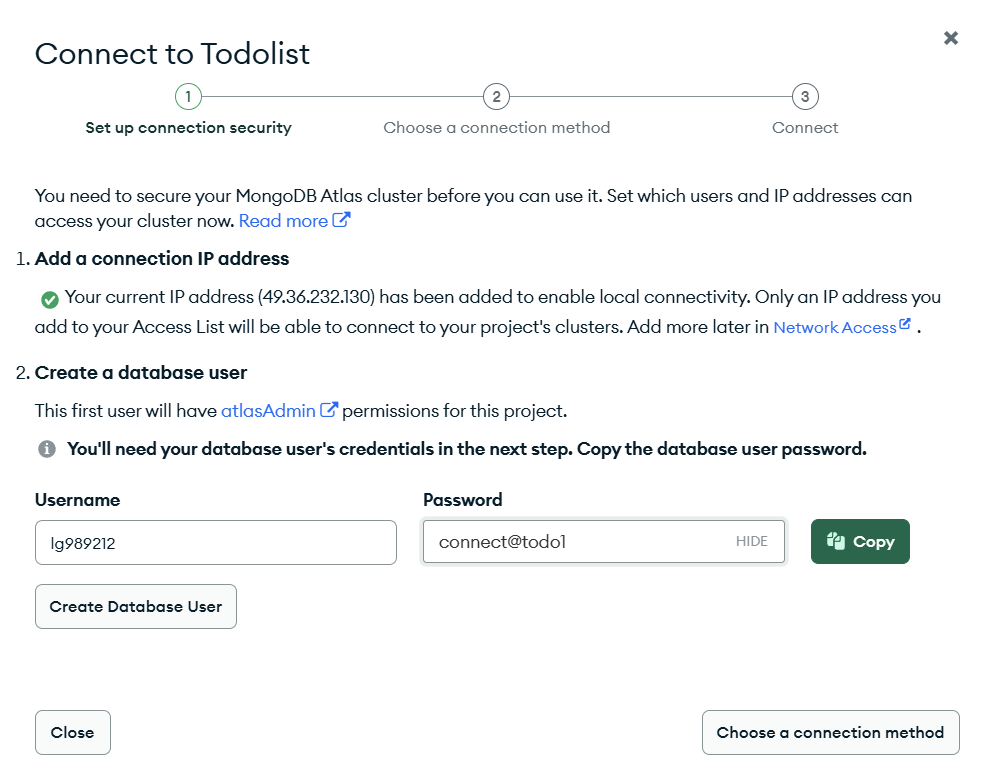 Connect to Todolist
1
2
3
Set up connection security
Choose a connection method
Connect
You need to secure your MongoDB Atlas cluster before you can use it. Set which users and IP addresses can
access your cluster now. Read more
1. Add a connection IP address
Your current IP address (49.36.232.130) has been added to enable local connectivity. Only an IP address you
add to your Access List will be able to connect to your project's clusters. Add more later in Network Access .
2. Create a database user
This first user will have atlasAdmin permissions for this project.
You'll need your database user's credentials in the next step. Copy the database user password.
Username
Password
lg989212
connect@todo1
HIDE
Copy
Create Database User
Close
Choose a connection method